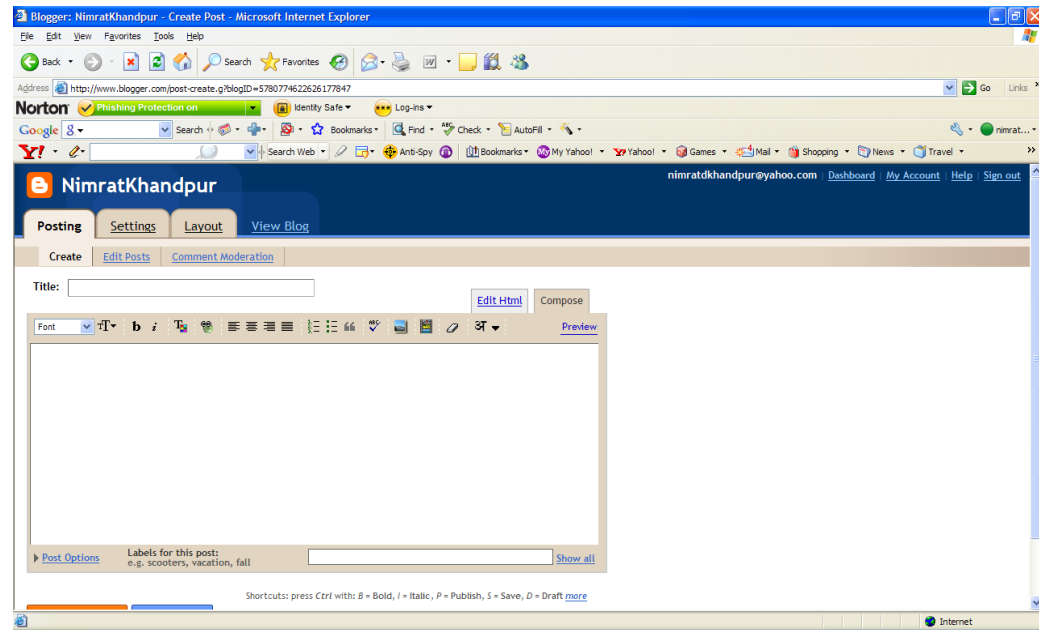 Blogger: NimratKhandpur - Create Post - Microsoft Internet Explorer
File Edit View Favorites Tools Help
Back Search Favorites
Address http://www.blogger.com/post-create.g?blogID=5780774622626177847 Go Links »
Norton Phishing Protection on Identity Safe Log-ins
Google Search Bookmarks Find Check AutoFill nimrat...
Y! Search Web Anti-Spy Bookmarks My Yahoo! Yahoo! Games Mail Shopping News Travel »
NimratKhandpur
nimratdkhandpur@yahoo.com | Dashboard | My Account | Help | Sign out
Posting Settings Layout View Blog
Create Edit Posts Comment Moderation
Title:
Edit Html Compose
Font b i अ Preview
Post Options Labels for this post: Show all
e.g. scooters, vacation, fall
Shortcuts: press Ctrl with: B = Bold, I = Italic, P = Publish, S = Save, D = Draft more
Internet